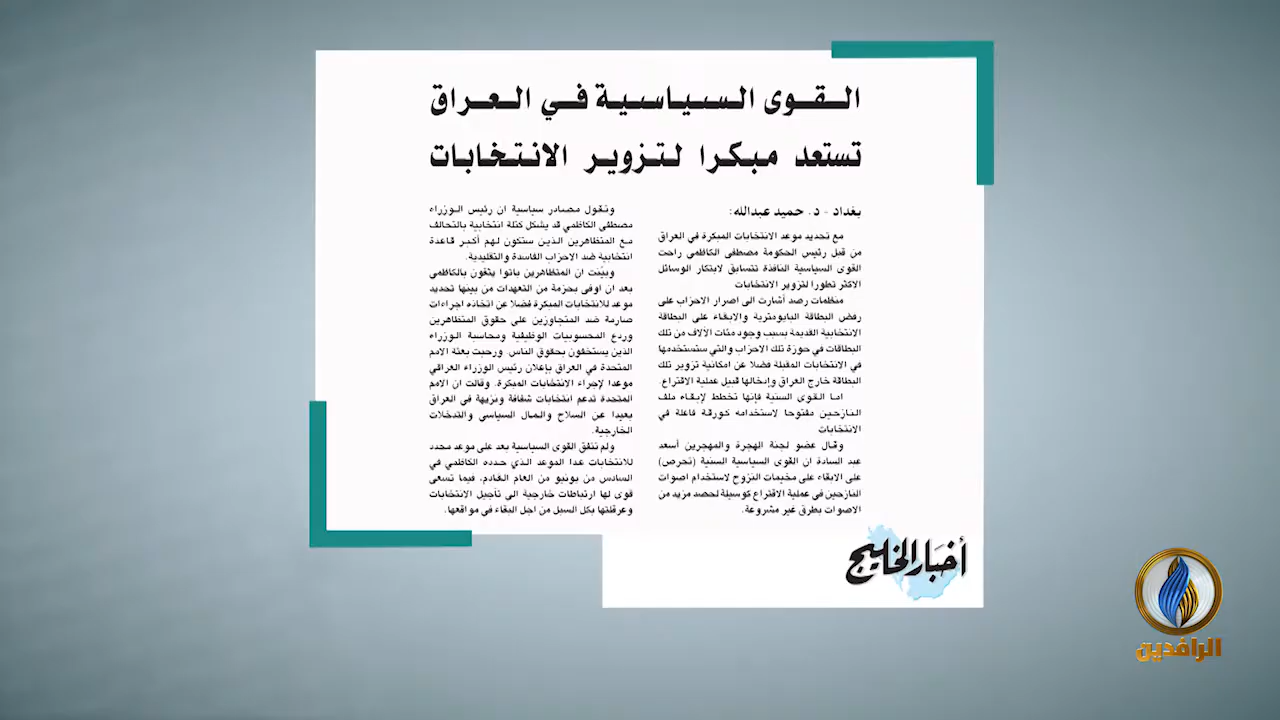 القوى السياسية في العراق
تستعد مبكرا لتزوير الانتخابات
بغداد - د. حميد عبدالله:
مع تحديد موعد الانتخابات المبكرة في العراق
من قبل رئيس الحكومة مصطفى الكاظمي راحت
القوى السياسية النافذة تتسابق لابتكار الوسائل
الاكثر تطورا لتزوير الانتخابات
منظمات رصد أشارت الى اصرار الاحزاب على
رفض البطاقة البايومترية والابقاء على البطاقة
الانتخابية القديمة بسبب وجود مئات الآلاف من تلك
البطاقات في حوزة تلك الاحزاب والتي ستستخدمها
في الانتخابات المقبلة فضلا عن امكانية تزوير تلك
البطاقة خارج العراق وإدخالها قبيل عملية الاقتراع.
اما القوى السنية فإنها تخطط لإبقاء ملف
النازحين مفتوحا لاستخدامه كورقة فاعلة في
الانتخابات
وقال عضو لجنة الهجرة والمهجرين أسعد
عبد السادة ان القوى السياسية السنية (تحرص)
على الابقاء على مخيمات النزوح لاستخدام اصوات
النازحين في عملية الاقتراع كوسيلة لحصد مزيد من
الاصوات بطرق غير مشروعة.
وتقول مصادر سياسية ان رئيس الوزراء
مصطفى الكاظمي قد يشكل كتلة انتخابية بالتحالف
مع المتظاهرين الذين ستكون لهم أكبر قاعدة
انتخابية ضد الاحزاب الفاسدة والتقليدية.
وبيَّنت ان المتظاهرين باتوا يثقون بالكاظمي
بعد ان اوفى بحزمة من التعهدات من بينها تحديد
موعد للانتخابات المبكرة فضلا عن اتخاذه اجراءات
صارمة ضد المتجاوزين على حقوق المتظاهرين
وردع المحسوبيات الوظيفية ومحاسبة الوزراء
الذين يستخفون بحقوق الناس. ورحبت بعثة الامم
المتحدة في العراق بإعلان رئيس الوزراء العراقي
موعدا لإجراء الانتخابات المبكرة. وقالت ان الامم
المتحدة تدعم انتخابات شفافة ونزيهة في العراق
بعيدا عن السلاح والمال السياسي والتدخلات
الخارجية.
ولم تتفق القوى السياسية بعد على موعد محدد
للانتخابات عدا الموعد الذي حدده الكاظمي في
السادس من يونيو من العام القادم، فيما تسعى
قوى لها ارتباطات خارجية الى تأجيل الانتخابات
وعرقلتها بكل السبل من اجل البقاء في مواقعها.
أخبار الخليج
الرافدين